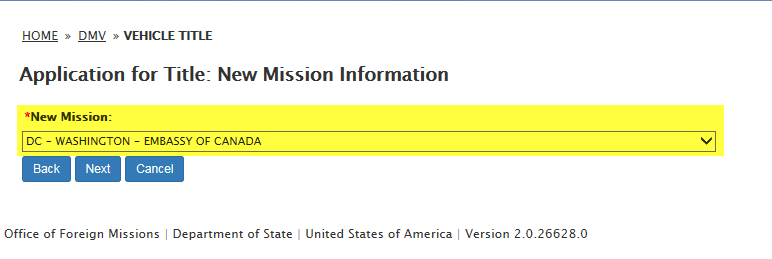 HOME » DMV » VEHICLE TITLE
Application for Title: New Mission Information
*New Mission:
DC - WASHINGTON - EMBASSY OF CANADA
Back Next Cancel
Office of Foreign Missions | Department of State | United States of America | Version 2.0.26628.0